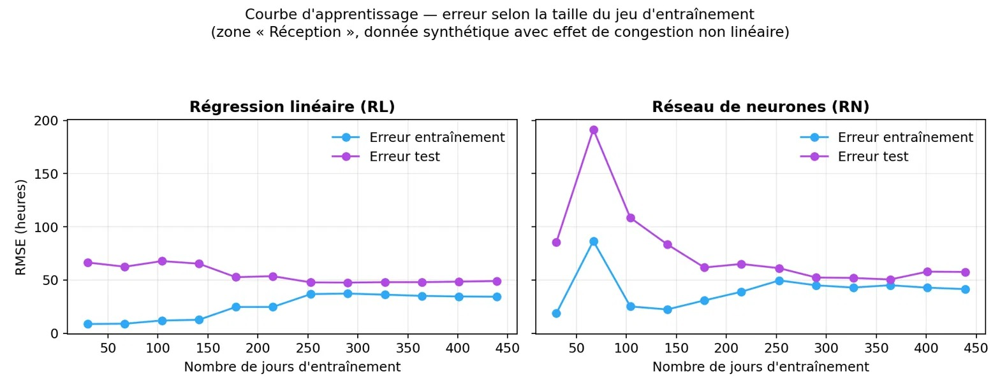 Courbe d'apprentissage — erreur selon la taille du jeu d'entraînement
(zone « Réception », donnée synthétique avec effet de congestion non linéaire)
Régression linéaire (RL)
Erreur entraînement
Erreur test
RMSE (heures)
200
150
100
50
0
50 100 150 200 250 300 350 400 450
Nombre de jours d'entraînement
Réseau de neurones (RN)
Erreur entraînement
Erreur test
50 100 150 200 250 300 350 400 450
Nombre de jours d'entraînement